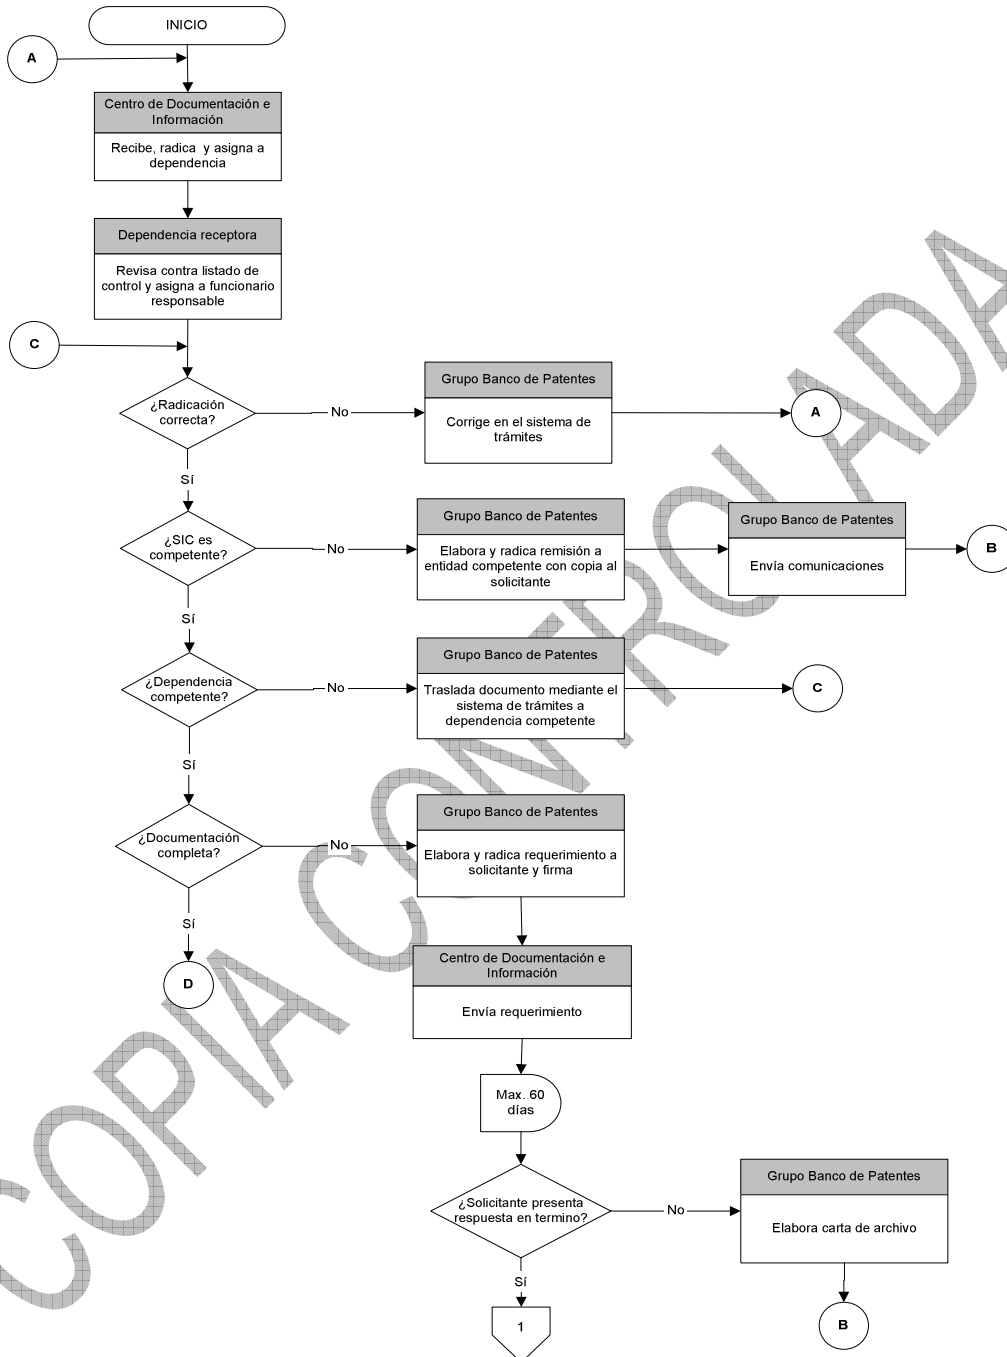 INICIO
A
Centro de Documentación e
Información
Recibe, radica y asigna a
dependencia
Dependencia receptora
Revisa contra listado de
control y asigna a funcionario
responsable
C
¿Radicación
correcta?
No
Grupo Banco de Patentes
Corrige en el sistema de
trámites
A
Sí
¿SIC es
competente?
No
Grupo Banco de Patentes
Elabora y radica remisión a
entidad competente con copia al
solicitante
Grupo Banco de Patentes
Envía comunicaciones
B
Sí
¿Dependencia
competente?
No
Grupo Banco de Patentes
Traslada documento mediante el
sistema de trámites a
dependencia competente
C
Sí
¿Documentación
completa?
No
Grupo Banco de Patentes
Elabora y radica requerimiento a
solicitante y firma
Sí
D
Centro de Documentación e
Información
Envía requerimiento
Max. 60
días
¿Solicitante presenta
respuesta en termino?
No
Grupo Banco de Patentes
Elabora carta de archivo
Sí
1
B
COPIA CONTROLADA